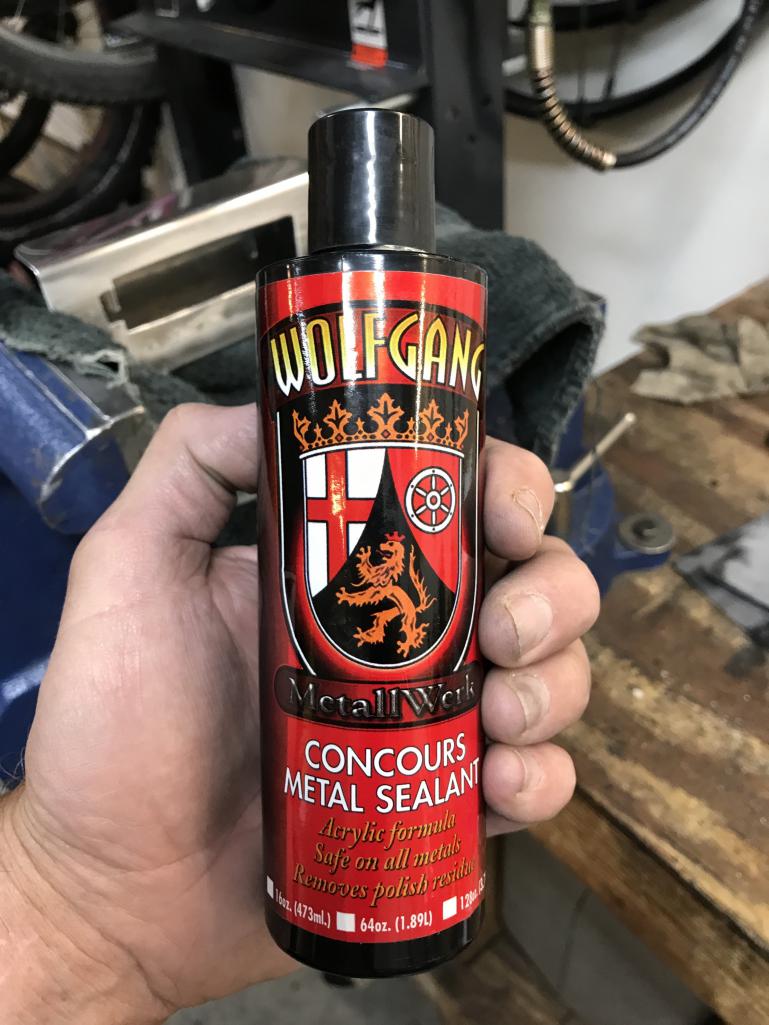 WOLFGANG
MetallWerk
CONCOURS
METAL SEALANT
Acrylic formula
Safe on all metals
Removes polish residue
16oz. (473ml.) 64oz. (1.89L) 128oz.